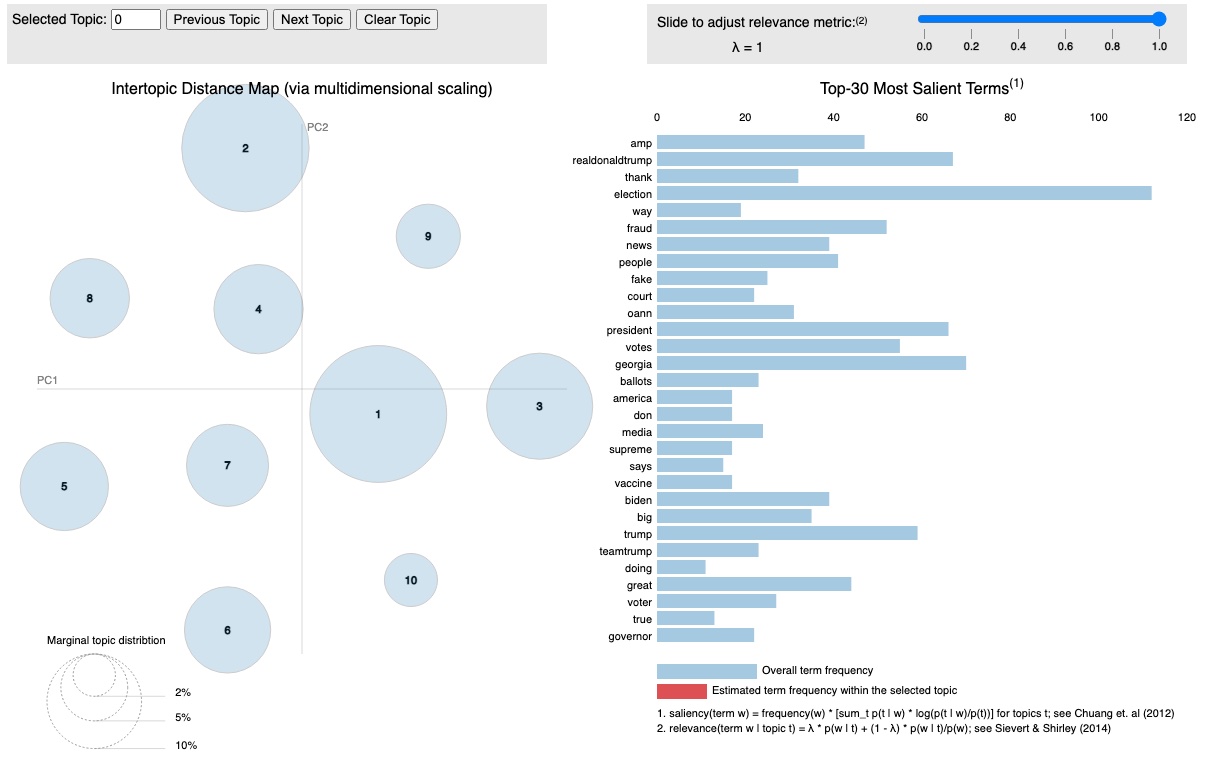 Selected Topic: 0 Previous Topic Next Topic Clear Topic
Slide to adjust relevance metric:(2)
λ = 1
0.0 0.2 0.4 0.6 0.8 1.0
Intertopic Distance Map (via multidimensional scaling)
PC2
PC1
2
9
8
4
1
3
7
5
10
6
Marginal topic distribtion
2%
5%
10%
Top-30 Most Salient Terms(1)
0 20 40 60 80 100 120
amp
realdonaldtrump
thank
election
way
fraud
news
people
fake
court
oann
president
votes
georgia
ballots
america
don
media
supreme
says
vaccine
biden
big
trump
teamtrump
doing
great
voter
true
governor
Overall term frequency
Estimated term frequency within the selected topic
1. saliency(term w) = frequency(w) * [sum_t p(t | w) * log(p(t | w)/p(t))] for topics t; see Chuang et. al (2012)
2. relevance(term w | topic t) = λ * p(w | t) + (1 - λ) * p(w | t)/p(w); see Sievert & Shirley (2014)